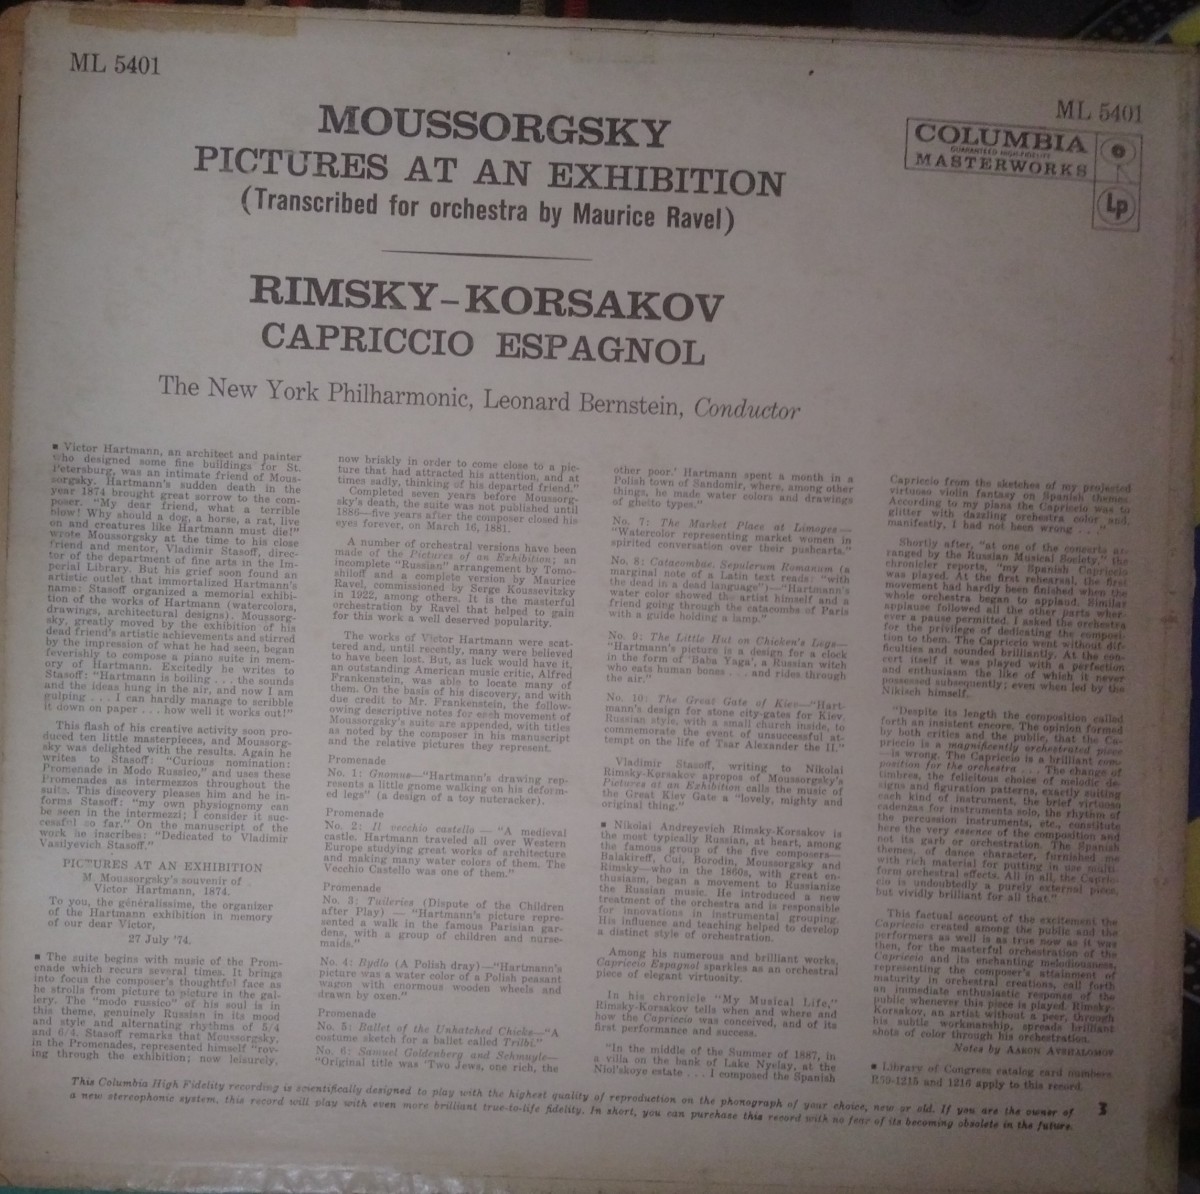 ML 5401
ML 5401
COLUMBIA
GUARANTEED HIGH-FIDELITY
MASTERWORKS
Lp
MOUSSORGSKY
PICTURES AT AN EXHIBITION
(Transcribed for orchestra by Maurice Ravel)
RIMSKY-KORSAKOV
CAPRICCIO ESPAGNOL
The New York Philharmonic, Leonard Bernstein, Conductor
▪ Victor Hartmann, an architect and painter
who designed some fine buildings for St.
Petersburg, was an intimate friend of Mous-
sorgsky. Hartmann's sudden death in the
year 1874 brought great sorrow to the com-
poser. "My dear friend, what a terrible
blow! Why should a dog, a horse, a rat, live
on and creatures like Hartmann must die!"
wrote Moussorgsky at the time to his close
friend and mentor, Vladimir Stasoff, direc-
tor of the department of fine arts in the Im-
perial Library. But his grief soon found an
artistic outlet that immortalized Hartmann's
name: Stasoff organized a memorial exhibi-
tion of the works of Hartmann (watercolors,
drawings, architectural designs). Moussorg-
sky, greatly moved by the exhibition of his
dead friend's artistic achievements and stirred
by the impression of what he had seen, began
feverishly to compose a piano suite in mem-
ory of Hartmann. Excitedly he writes to
Stasoff: "Hartmann is boiling . . . the sounds
and the ideas hung in the air, and now I am
gulping . . . I can hardly manage to scribble
it down on paper . . . how well it works out!"
This flash of his creative activity soon pro-
duced ten little masterpieces, and Moussorg-
sky was delighted with the results. Again he
writes to Stasoff: "Curious nomination:
Promenade in Modo Russico," and uses these
Promenades as intermezzos throughout the
suite. This discovery pleases him and he in-
forms Stasoff: "my own physiognomy can
be seen in the intermezzi; I consider it suc-
cessful so far." On the manuscript of the
work he inscribes: "Dedicated to Vladimir
Vasilyevich Stasoff."
PICTURES AT AN EXHIBITION
M. Moussorgsky's souvenir of
Victor Hartmann, 1874.
To you, the généralissime, the organizer
of the Hartmann exhibition in memory
of our dear Victor,
27 July '74.
▪ The suite begins with music of the Prom-
enade which recurs several times. It brings
into focus the composer's thoughtful face as
he strolls from picture to picture in the gal-
lery. The "modo russico" of his soul is in
this theme, genuinely Russian in its mood
and style and alternating rhythms of 5/4
and 6/4. Stasoff remarks that Moussorgsky,
in the Promenades, represented himself "rov-
ing through the exhibition; now leisurely,
now briskly in order to come close to a pic-
ture that had attracted his attention, and at
times sadly, thinking of his departed friend."
Completed seven years before Moussorg-
sky's death, the suite was not published until
1886—five years after the composer closed his
eyes forever, on March 16, 1881.
A number of orchestral versions have been
made of the Pictures of an Exhibition; an
incomplete "Russian" arrangement by Tomo-
shiloff and a complete version by Maurice
Ravel, commissioned by Serge Koussevitzky
in 1922, among others. It is the masterful
orchestration by Ravel that helped to gain
for this work a well deserved popularity.
The works of Victor Hartmann were scat-
tered and, until recently, many were believed
to have been lost. But, as luck would have it,
an outstanding American music critic, Alfred
Frankenstein, was able to locate many of
them. On the basis of his discovery, and with
due credit to Mr. Frankenstein, the follow-
ing descriptive notes for each movement of
Moussorgsky's suite are appended, with titles
as noted by the composer in his manuscript
and the relative pictures they represent.
Promenade
No. 1: Gnomus—"Hartmann's drawing rep-
resents a little gnome walking on his deform-
ed legs" (a design of a toy nutcracker).
Promenade
No. 2: Il vecchio castello — "A medieval
castle. Hartmann traveled all over Western
Europe studying great works of architecture
and making many water colors of them. The
Vecchio Castello was one of them."
Promenade
No. 3: Tuileries (Dispute of the Children
after Play) — "Hartmann's picture repre-
sented a walk in the famous Parisian gar-
dens, with a group of children and nurse-
maids."
No. 4: Bydlo (A Polish dray)—"Hartmann's
picture was a water color of a Polish peasant
wagon with enormous wooden wheels and
drawn by oxen."
Promenade
No. 5: Ballet of the Unhatched Chicks—"A
costume sketch for a ballet called Trilbi."
No. 6: Samuel Goldenberg and Schmuyle—
"Original title was 'Two Jews, one rich, the
other poor.' Hartmann spent a month in a
Polish town of Sandomir, where, among other
things, he made water colors and drawings
of ghetto types."
No. 7: The Market Place at Limoges—
"Watercolor representing market women in
spirited conversation over their pushcarts."
No. 8: Catacombae, Sepulcrum Romanum (a
marginal note of a Latin text reads: "with
the dead in a dead language")—"Hartmann's
water color showed the artist himself and a
friend going through the catacombs of Paris
with a guide holding a lamp."
No. 9: The Little Hut on Chicken's Legs—
"Hartmann's picture is a design for a clock
in the form of 'Baba Yaga', a Russian witch
who eats human bones . . . and rides through
the air."
No. 10: The Great Gate of Kiev—"Hart-
mann's design for stone city-gates for Kiev,
Russian style, with a small church inside, to
commemorate the event of unsuccessful at-
tempt on the life of Tsar Alexander the II."
Vladimir Stasoff, writing to Nikolai
Rimsky-Korsakov apropos of Moussorgsky's
Pictures at an Exhibition calls the music of
the Great Kiev Gate a "lovely, mighty and
original thing."
▪ Nikolai Andreyevich Rimsky-Korsakov is
the most typically Russian, at heart, among
the famous group of the five composers—
Balakireff, Cui, Borodin, Moussorgsky and
Rimsky—who in the 1860s, with great en-
thusiasm, began a movement to Russianize
the Russian music. He introduced a new
treatment of the orchestra and is responsible
for innovations in instrumental grouping.
His influence and teaching helped to develop
a distinct style of orchestration.
Among his numerous and brilliant works,
Capriccio Espagnol sparkles as an orchestral
piece of elegant virtuosity.
In his chronicle "My Musical Life,"
Rimsky-Korsakov tells when and where and
how the Capriccio was conceived, and of its
first performance and success.
"In the middle of the Summer of 1887, in
a villa on the bank of Lake Nyelay, at the
Niol'skoye estate . . . I composed the Spanish
Capriccio from the sketches of my projected
virtuoso violin fantasy on Spanish themes.
According to my plans the Capriccio was to
glitter with dazzling orchestra color and,
manifestly, I had not been wrong . . ."
Shortly after, "at one of the concerts ar-
ranged by the Russian Musical Society," the
chronicler reports, "my Spanish Capriccio
was played. At the first rehearsal, the first
movement had hardly been finished when the
whole orchestra began to applaud. Similar
applause followed all the other parts wher-
ever a pause permitted. I asked the orchestra
for the privilege of dedicating the composi-
tion to them. The Capriccio went without dif-
ficulties and sounded brilliantly. At the con-
cert itself it was played with a perfection
and enthusiasm the like of which it never
possessed subsequently; even when led by the
Nikisch himself.
"Despite its length the composition called
forth an insistent encore. The opinion formed
by both critics and the public, that the Ca-
priccio is a magnificently orchestrated piece
—is wrong. The Capriccio is a brilliant com-
position for the orchestra . . . The change of
timbres, the felicitous choice of melodic de-
signs and figuration patterns, exactly suiting
each kind of instrument, the brief virtuoso
cadenzas for instruments solo, the rhythm of
the percussion instruments, etc., constitute
here the very essence of the composition and
not its garb or orchestration. The Spanish
themes, of dance character, furnished me
with rich material for putting in use multi-
form orchestral effects. All in all, the Capric-
cio is undoubtedly a purely external piece,
but vividly brilliant for all that."
This factual account of the excitement the
Capriccio created among the public and the
performers as well is as true now as it was
then, for the masterful orchestration of the
Capriccio and its enchanting melodiousness,
representing the composer's attainment of
maturity in orchestral creations, call forth
an immediate enthusiastic response of the
public whenever this piece is played. Rimsky-
Korsakov, an artist without a peer, through
his subtle workmanship, spreads brilliant
shots of color through his orchestration.
Notes by AARON AVSHALOMOV
▪ Library of Congress catalog card numbers
R59-1215 and 1216 apply to this record.
This Columbia High Fidelity recording is scientifically designed to play with the highest quality of reproduction on the phonograph of your choice, new or old. If you are the owner of
a new stereophonic system, this record will play with even more brilliant true-to-life fidelity. In short, you can purchase this record with no fear of its becoming obsolete in the future.
3